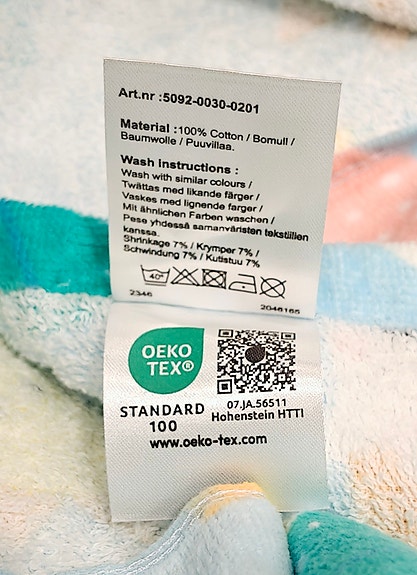 Art.nr :5092-0030-0201
Material :100% Cotton / Bomull /
Baumwolle / Puuvillaa.
Wash instructions :
Wash with similar colours /
Tvättas med likande färger /
Vaskes med lignende farger /
Mit ähnlichen Farben waschen /
Pese yhdessä samanväristen tekstiilien
kanssa.
Shrinkage 7% / Krymper 7% /
Schwindung 7% / Kutistuu 7%
40°
2346 2046165
OEKO
TEX®
STANDARD
100
07.JA.56511
Hohenstein HTTI
www.oeko-tex.com